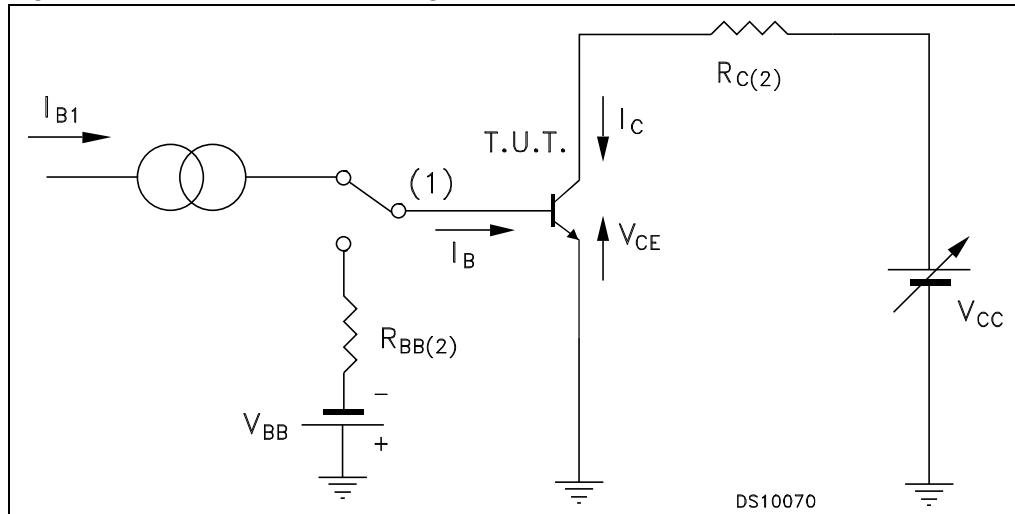 R_C(2)
I_B1
I_C
T.U.T.
(1)
V_CE
I_B
V_CC
R_BB(2)
−
V_BB
+
DS10070